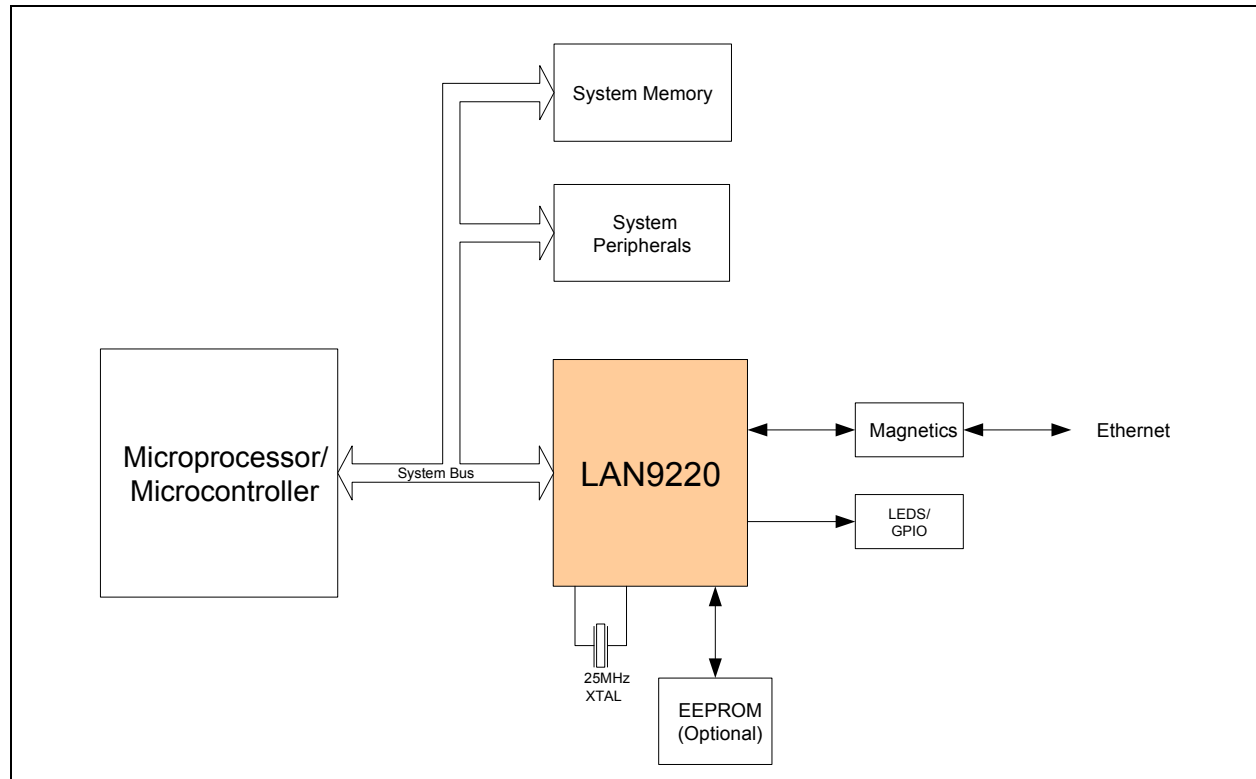 System Memory
System
Peripherals
Microprocessor/
Microcontroller
System Bus
LAN9220
Magnetics
Ethernet
LEDS/
GPIO
25MHz
XTAL
EEPROM
(Optional)